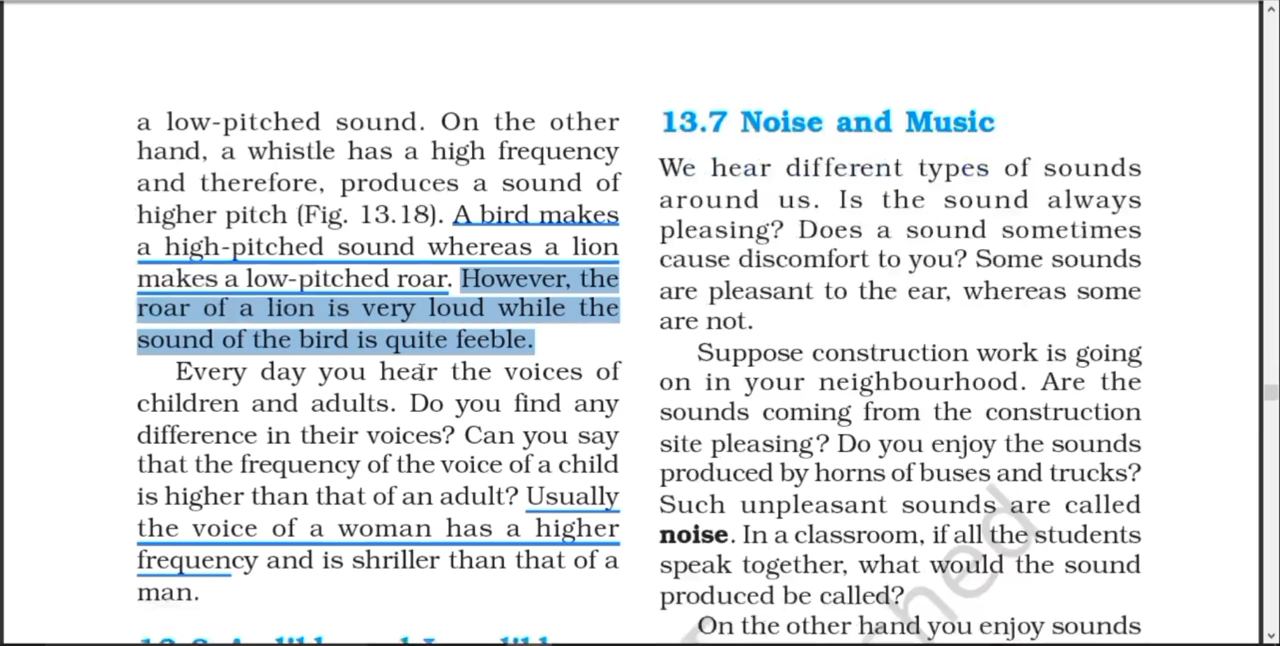 a low-pitched sound. On the other
hand, a whistle has a high frequency
and therefore, produces a sound of
higher pitch (Fig. 13.18). A bird makes
a high-pitched sound whereas a lion
makes a low-pitched roar. However, the
roar of a lion is very loud while the
sound of the bird is quite feeble.
Every day you hear the voices of
children and adults. Do you find any
difference in their voices? Can you say
that the frequency of the voice of a child
is higher than that of an adult? Usually
the voice of a woman has a higher
frequency and is shriller than that of a
man.
13.7 Noise and Music
We hear different types of sounds
around us. Is the sound always
pleasing? Does a sound sometimes
cause discomfort to you? Some sounds
are pleasant to the ear, whereas some
are not.
Suppose construction work is going
on in your neighbourhood. Are the
sounds coming from the construction
site pleasing? Do you enjoy the sounds
produced by horns of buses and trucks?
Such unpleasant sounds are called
noise. In a classroom, if all the students
speak together, what would the sound
produced be called?
On the other hand you enjoy sounds